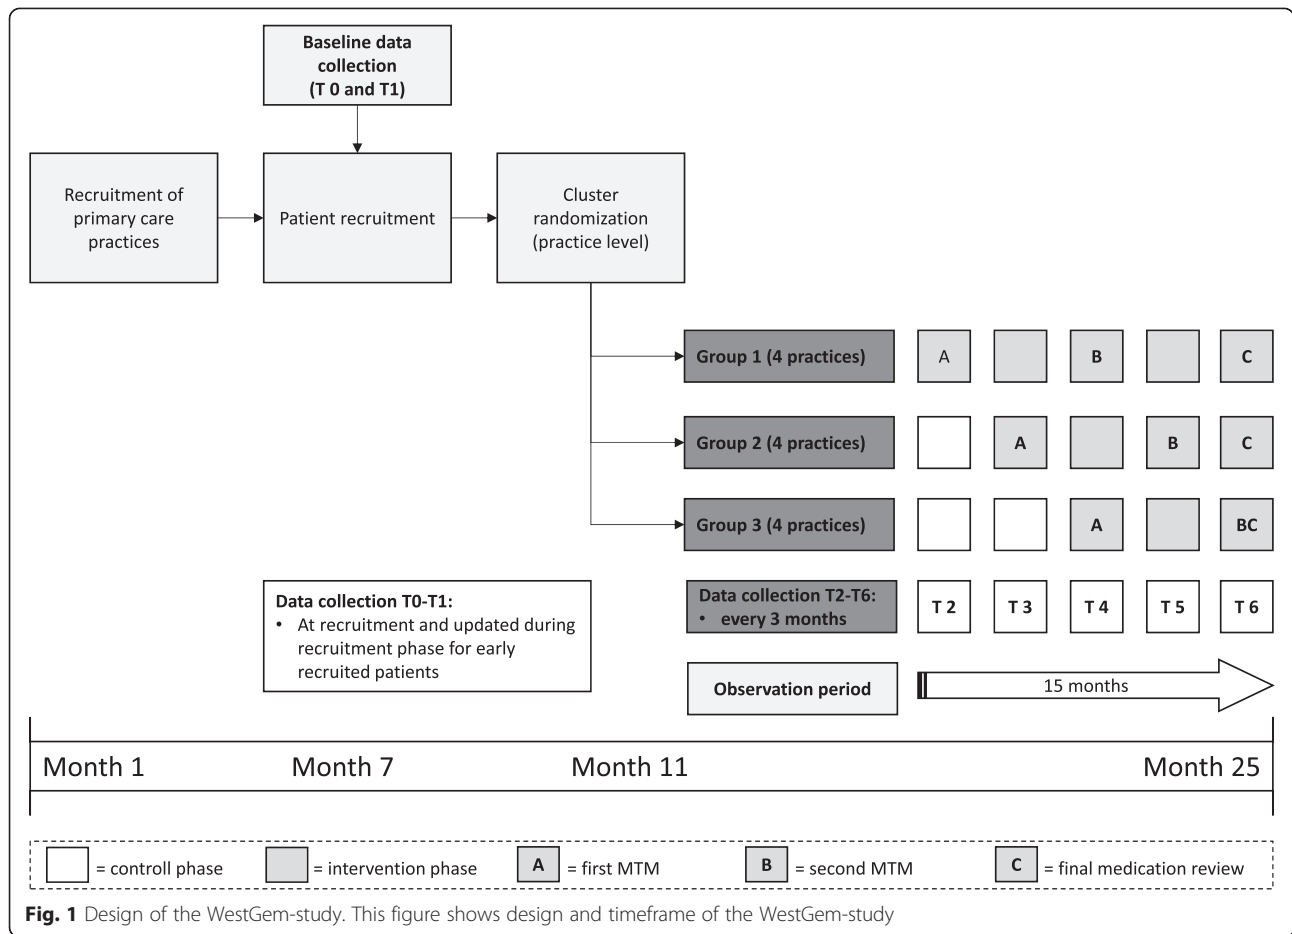 Baseline data
collection
(T 0 and T1)
Recruitment of
primary care
practices
Patient recruitment
Cluster
randomization
(practice level)
Group 1 (4 practices)
A
B
C
Group 2 (4 practices)
A
B
C
Group 3 (4 practices)
A
BC
Data collection T0-T1:
• At recruitment and updated during
recruitment phase for early
recruited patients
Data collection T2-T6:
• every 3 months
T 2
T 3
T 4
T 5
T 6
Observation period
15 months
Month 1
Month 7
Month 11
Month 25
= controll phase
= intervention phase
A = first MTM
B = second MTM
C = final medication review
Fig. 1 Design of the WestGem-study. This figure shows design and timeframe of the WestGem-study